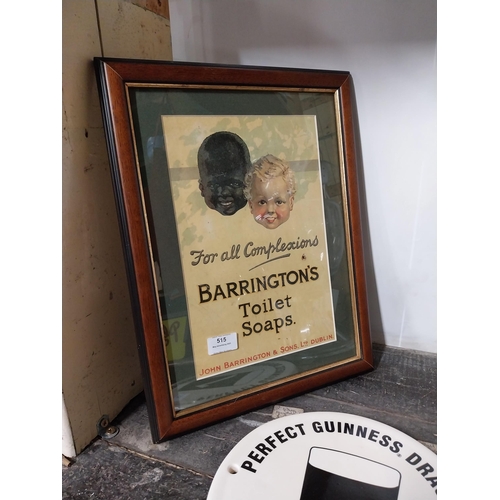 For all Complexions
BARRINGTON'S
Toilet
Soaps.
515
JOHN BARRINGTON & SONS, LTD DUBLIN.
PERFECT GUINNESS. DRA